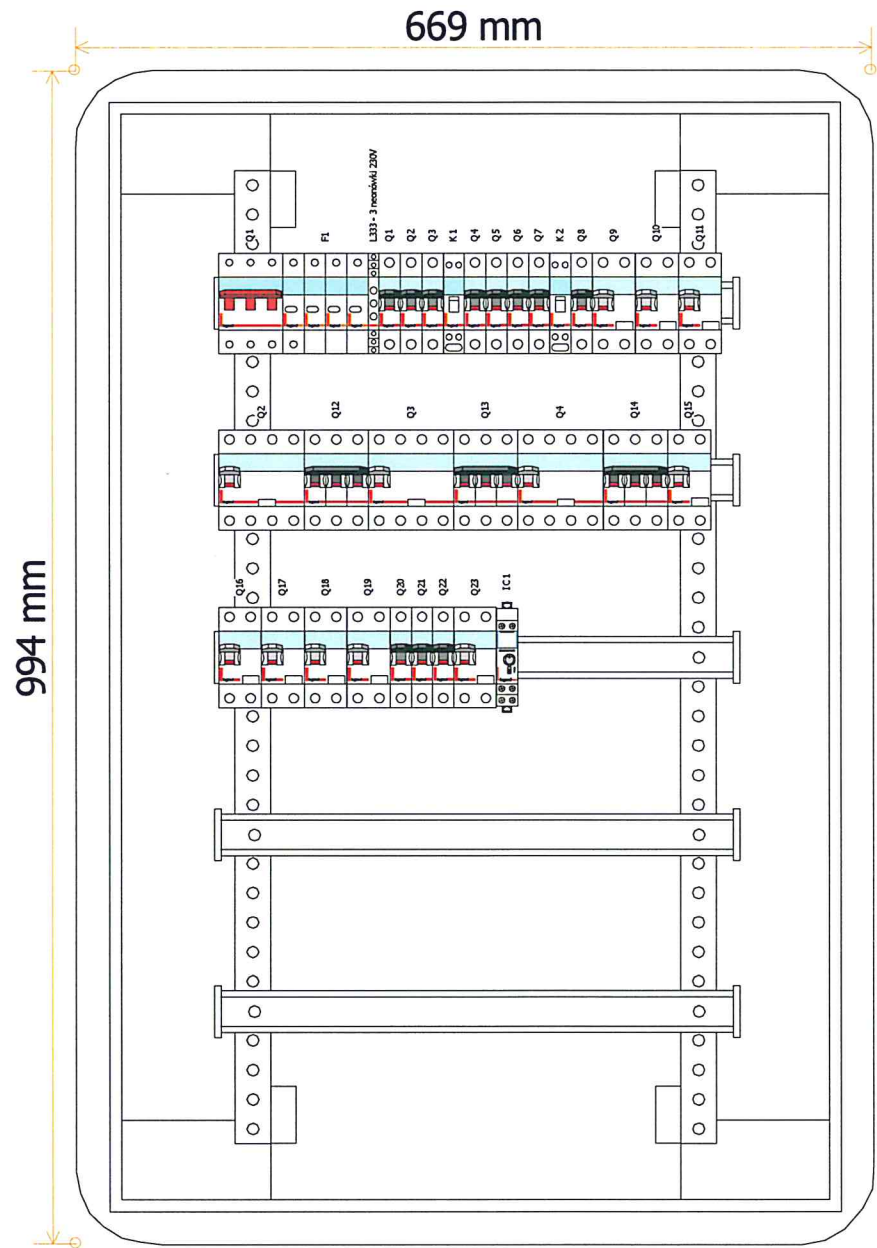 669 mm
994 mm
Q1 F1 L333 - 3 neonówki 230V Q1 Q2 Q3 K1 Q4 Q5 Q6 Q7 K2 Q8 Q9 Q10 Q11
Q2 Q12 Q3 Q13 Q4 Q14 Q15
Q16 Q17 Q18 Q19 Q20 Q21 Q22 Q23 IC1